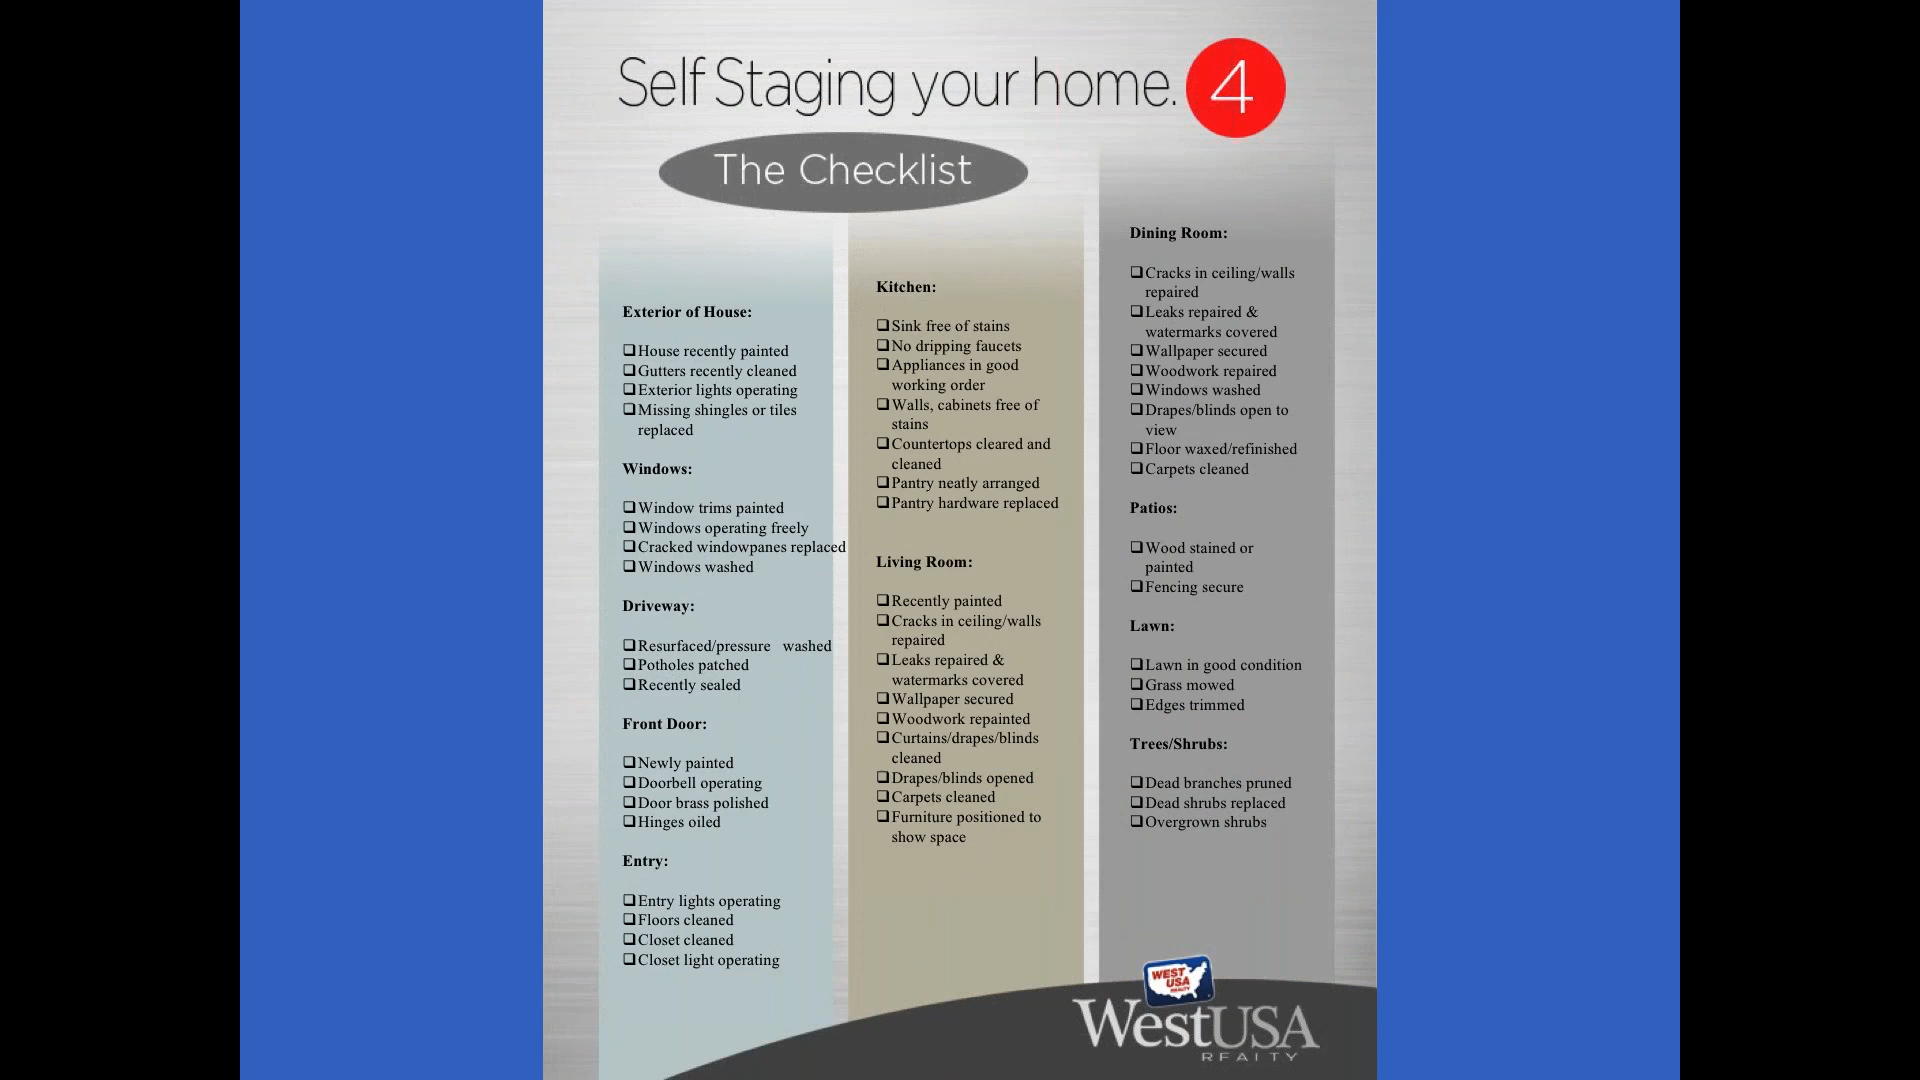 Self Staging your home. 4
The Checklist
Exterior of House:
❑House recently painted
❑Gutters recently cleaned
❑Exterior lights operating
❑Missing shingles or tiles
replaced
Windows:
❑Window trims painted
❑Windows operating freely
❑Cracked windowpanes replaced
❑Windows washed
Driveway:
❑Resurfaced/pressure washed
❑Potholes patched
❑Recently sealed
Front Door:
❑Newly painted
❑Doorbell operating
❑Door brass polished
❑Hinges oiled
Entry:
❑Entry lights operating
❑Floors cleaned
❑Closet cleaned
❑Closet light operating
Kitchen:
❑Sink free of stains
❑No dripping faucets
❑Appliances in good
working order
❑Walls, cabinets free of
stains
❑Countertops cleared and
cleaned
❑Pantry neatly arranged
❑Pantry hardware replaced
Living Room:
❑Recently painted
❑Cracks in ceiling/walls
repaired
❑Leaks repaired &
watermarks covered
❑Wallpaper secured
❑Woodwork repainted
❑Curtains/drapes/blinds
cleaned
❑Drapes/blinds opened
❑Carpets cleaned
❑Furniture positioned to
show space
Dining Room:
❑Cracks in ceiling/walls
repaired
❑Leaks repaired &
watermarks covered
❑Wallpaper secured
❑Woodwork repaired
❑Windows washed
❑Drapes/blinds open to
view
❑Floor waxed/refinished
❑Carpets cleaned
Patios:
❑Wood stained or
painted
❑Fencing secure
Lawn:
❑Lawn in good condition
❑Grass mowed
❑Edges trimmed
Trees/Shrubs:
❑Dead branches pruned
❑Dead shrubs replaced
❑Overgrown shrubs
WEST
USA
REALTY
WestUSA
REALTY